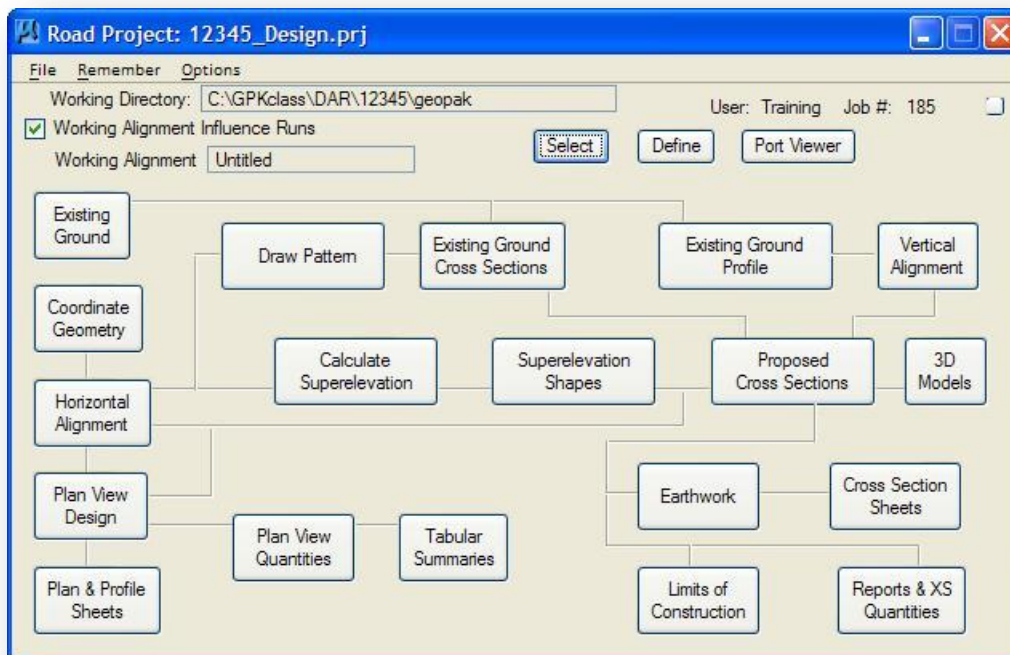 Road Project: 12345_Design.prj
File Remember Options
Working Directory: C:\GPKclass\DAR\12345\geopak
User: Training Job #: 185
Working Alignment Influence Runs
Select Define Port Viewer
Working Alignment Untitled
Existing
Ground
Draw Pattern
Existing Ground
Cross Sections
Existing Ground
Profile
Vertical
Alignment
Coordinate
Geometry
Calculate
Superelevation
Superelevation
Shapes
Proposed
Cross Sections
3D
Models
Horizontal
Alignment
Plan View
Design
Earthwork
Cross Section
Sheets
Plan View
Quantities
Tabular
Summaries
Plan & Profile
Sheets
Limits of
Construction
Reports & XS
Quantities